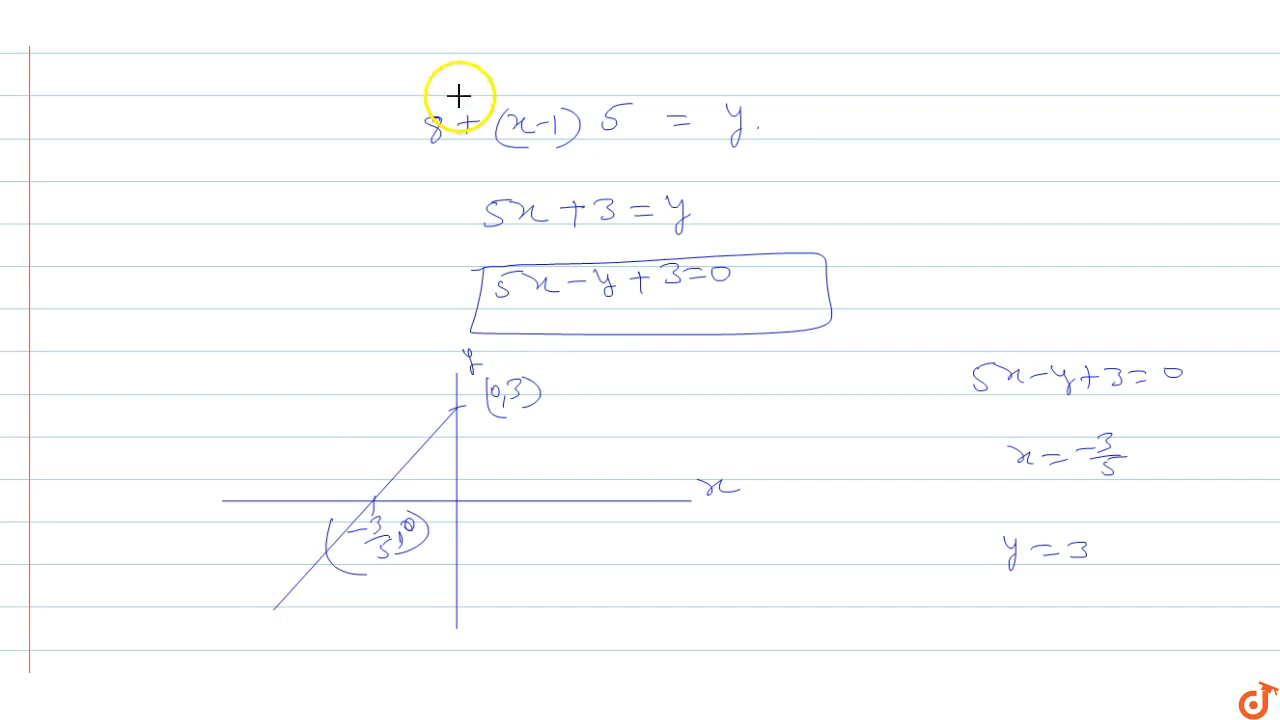 8 + (x-1) 5 = y.
5x + 3 = y
5x - y + 3 = 0
y
(0,3)
x
(-3/5, 0)
5x - y + 3 = 0
x = -3/5
y = 3